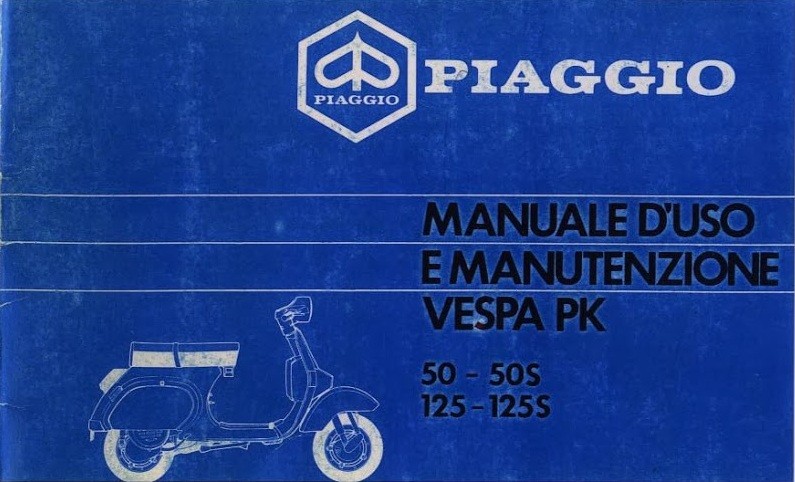 PIAGGIO
PIAGGIO
MANUALE D'USO
E MANUTENZIONE
VESPA PK
50 - 50S
125-125S